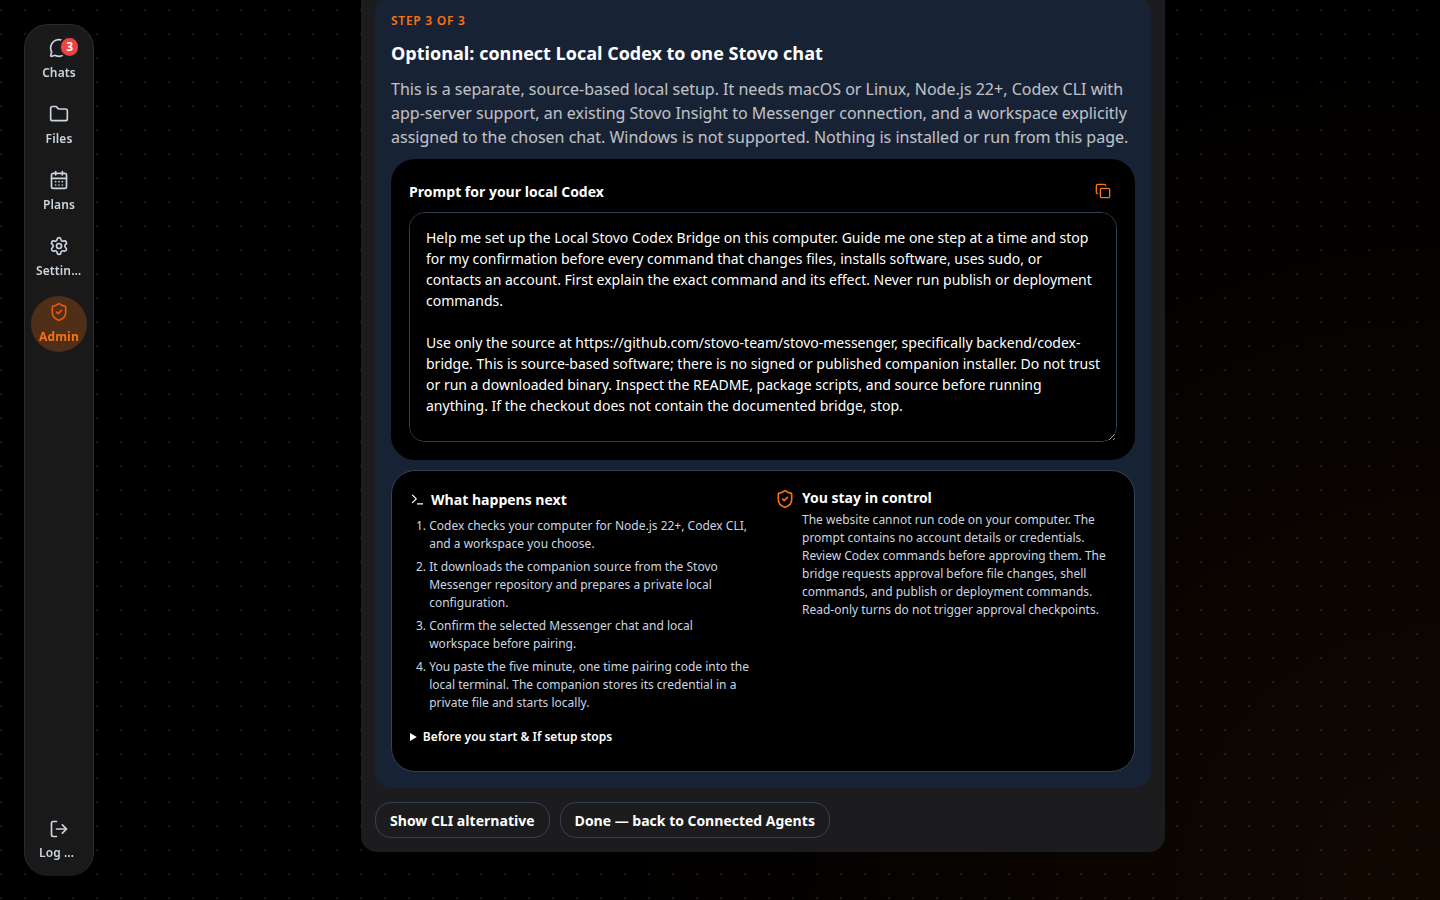 3
Chats
Files
Plans
Settin...
Admin
Log ...
STEP 3 OF 3
Optional: connect Local Codex to one Stovo chat
This is a separate, source-based local setup. It needs macOS or Linux, Node.js 22+, Codex CLI with
app-server support, an existing Stovo Insight to Messenger connection, and a workspace explicitly
assigned to the chosen chat. Windows is not supported. Nothing is installed or run from this page.
Prompt for your local Codex
Help me set up the Local Stovo Codex Bridge on this computer. Guide me one step at a time and stop
for my confirmation before every command that changes files, installs software, uses sudo, or
contacts an account. First explain the exact command and its effect. Never run publish or deployment
commands.
Use only the source at https://github.com/stovo-team/stovo-messenger, specifically backend/codex-
bridge. This is source-based software; there is no signed or published companion installer. Do not trust
or run a downloaded binary. Inspect the README, package scripts, and source before running
anything. If the checkout does not contain the documented bridge, stop.
What happens next
1. Codex checks your computer for Node.js 22+, Codex CLI,
and a workspace you choose.
2. It downloads the companion source from the Stovo
Messenger repository and prepares a private local
configuration.
3. Confirm the selected Messenger chat and local
workspace before pairing.
4. You paste the five minute, one time pairing code into the
local terminal. The companion stores its credential in a
private file and starts locally.
Before you start & If setup stops
You stay in control
The website cannot run code on your computer. The
prompt contains no account details or credentials.
Review Codex commands before approving them. The
bridge requests approval before file changes, shell
commands, and publish or deployment commands.
Read-only turns do not trigger approval checkpoints.
Show CLI alternative
Done — back to Connected Agents